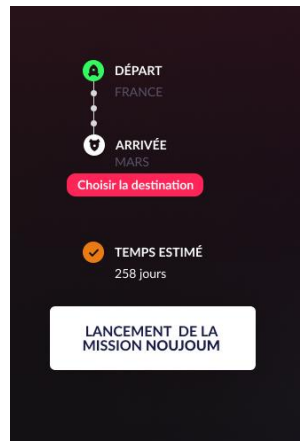 DÉPART
FRANCE
ARRIVÉE
MARS
Choisir la destination
TEMPS ESTIMÉ
258 jours
LANCEMENT DE LA
MISSION NOUJOUM